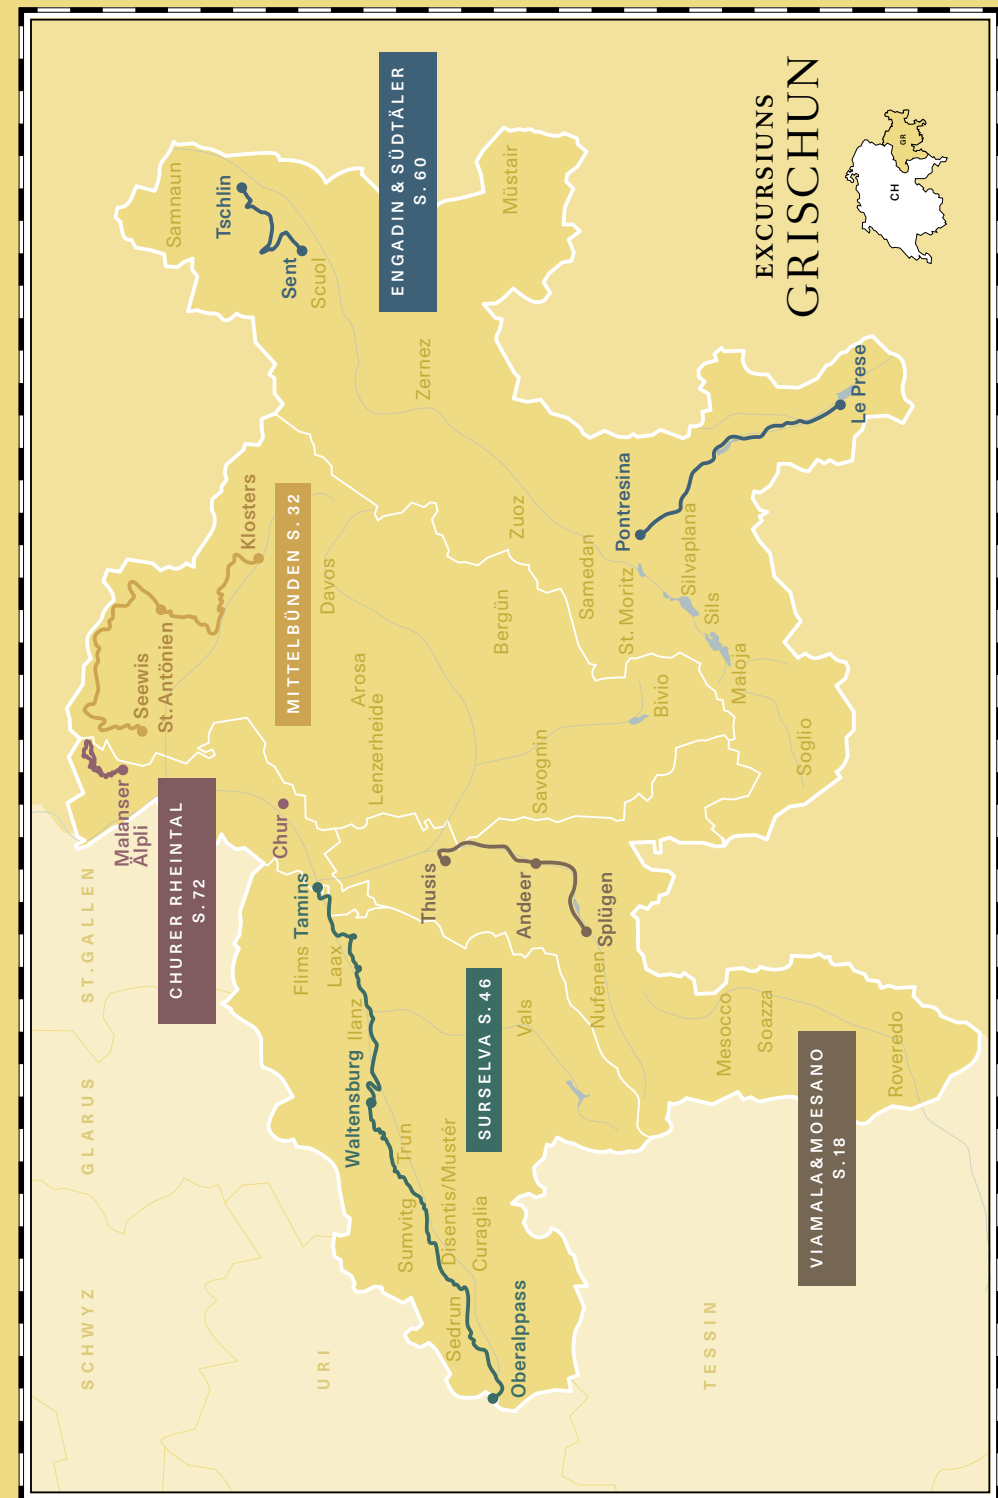 EXCURSIUNS
GRISCHUN
CH
GR
SCHWYZ
GLARUS
ST.GALLEN
URI
TESSIN
CHURER RHEINTAL
S. 72
Malanser
Älpli
Chur
MITTELBÜNDEN S. 32
Seewis
St. Antönien
Klosters
Davos
Arosa
Lenzerheide
Bergün
Savognin
Bivio
ENGADIN & SÜDTÄLER
S. 60
Samnaun
Tschlin
Sent
Scuol
Müstair
Zernez
Zuoz
Samedan
Pontresina
St. Moritz
Silvaplana
Sils
Maloja
Soglio
Le Prese
SURSELVA S. 46
Tamins
Flims
Laax
Ilanz
Waltensburg
Vals
Trun
Sumvitg
Disentis/Mustér
Curaglia
Sedrun
Oberalppass
VIAMALA & MOESANO
S. 18
Thusis
Andeer
Splügen
Nufenen
Mesocco
Soazza
Roveredo